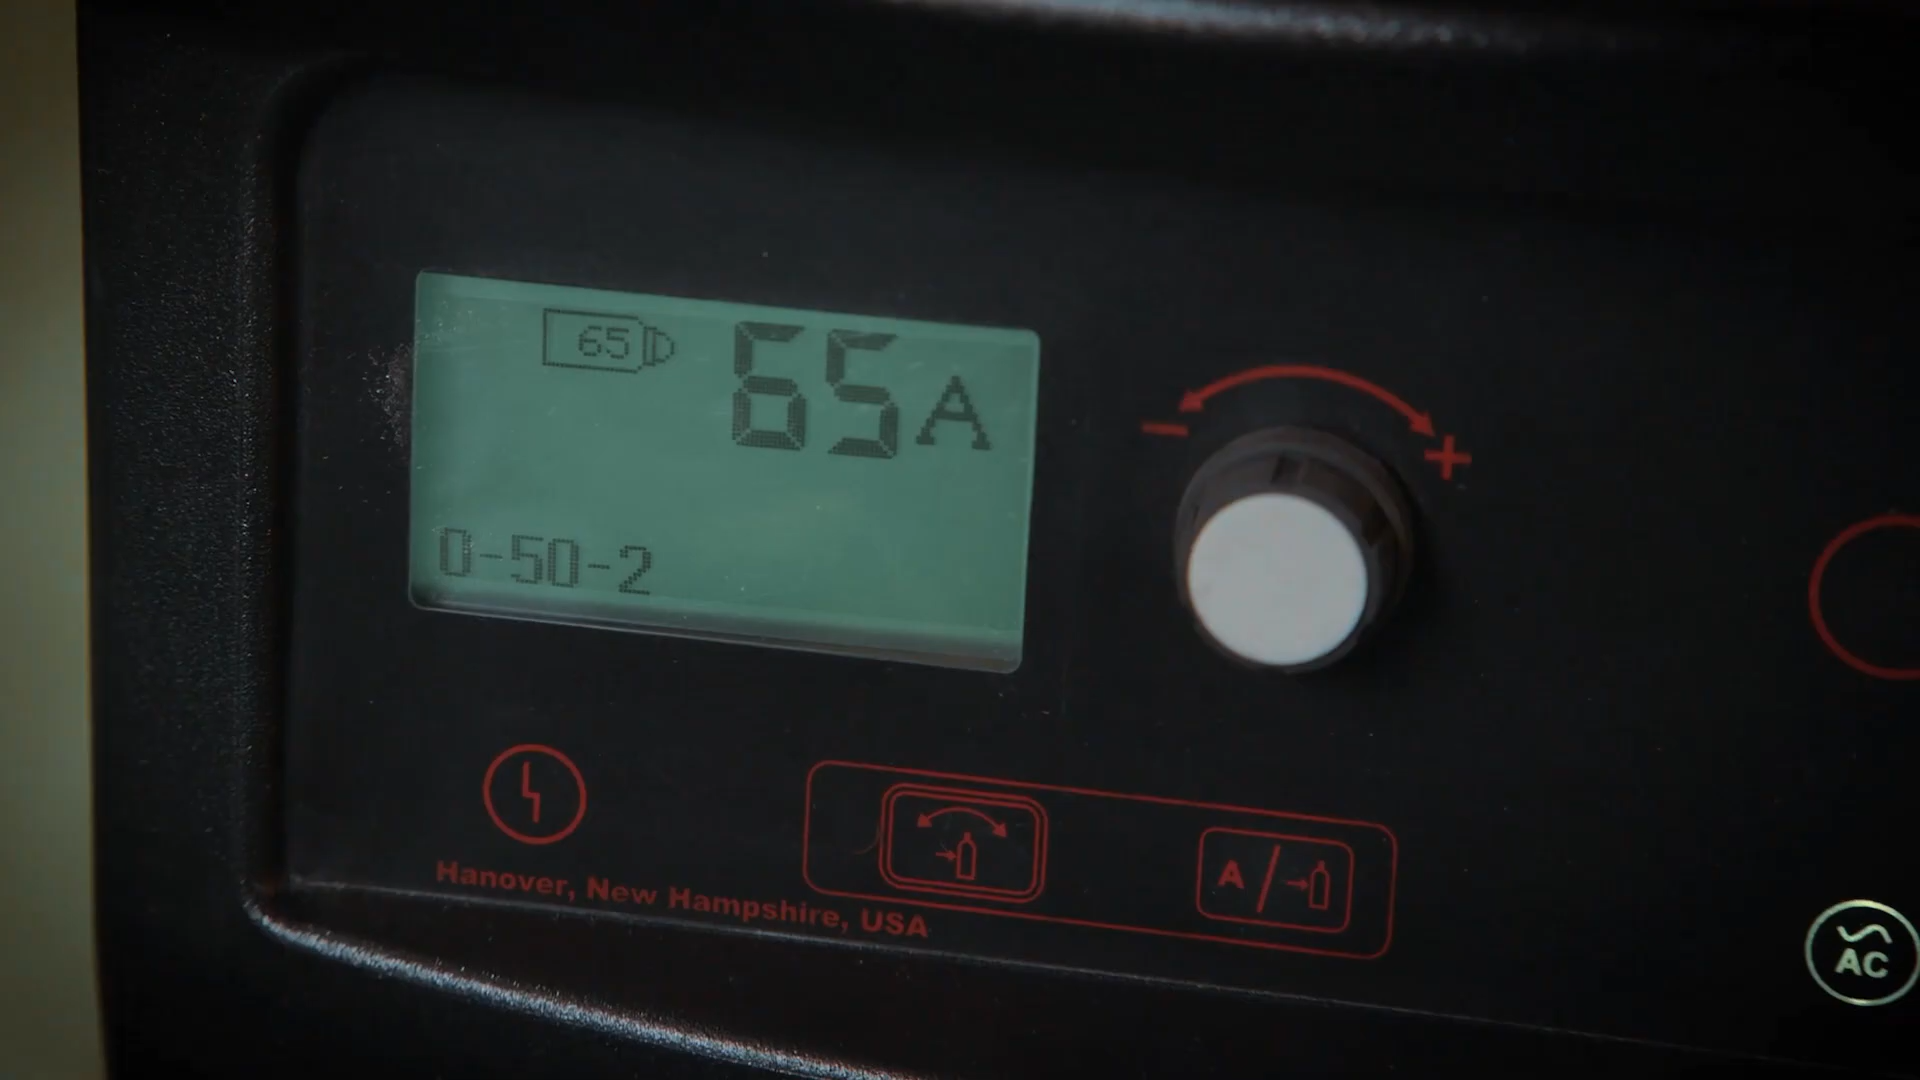 65
65A
0-50-2
- +
Hanover, New Hampshire, USA
A/
AC